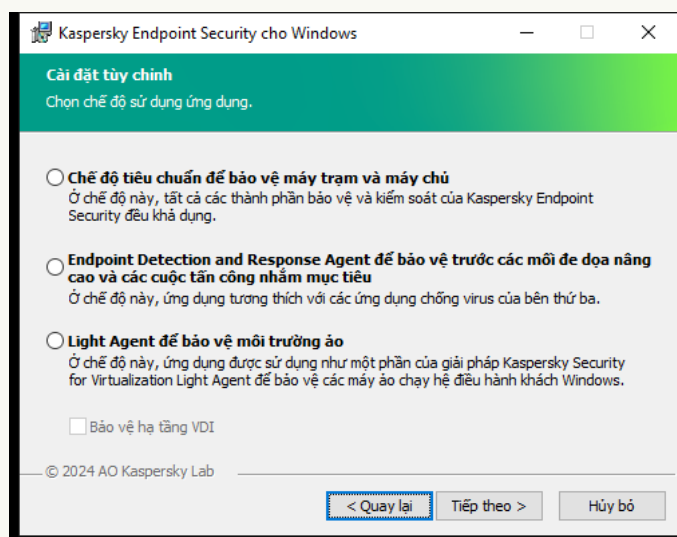 Kaspersky Endpoint Security cho Windows
Cài đặt tùy chỉnh
Chọn chế độ sử dụng ứng dụng.
Chế độ tiêu chuẩn để bảo vệ máy trạm và máy chủ
Ở chế độ này, tất cả các thành phần bảo vệ và kiểm soát của Kaspersky Endpoint
Security đều khả dụng.
Endpoint Detection and Response Agent để bảo vệ trước các mối đe dọa nâng
cao và các cuộc tấn công nhắm mục tiêu
Ở chế độ này, ứng dụng tương thích với các ứng dụng chống virus của bên thứ ba.
Light Agent để bảo vệ môi trường ảo
Ở chế độ này, ứng dụng được sử dụng như một phần của giải pháp Kaspersky Security
for Virtualization Light Agent để bảo vệ các máy ảo chạy hệ điều hành khách Windows.
Bảo vệ hạ tầng VDI
© 2024 AO Kaspersky Lab
< Quay lại Tiếp theo > Hủy bỏ